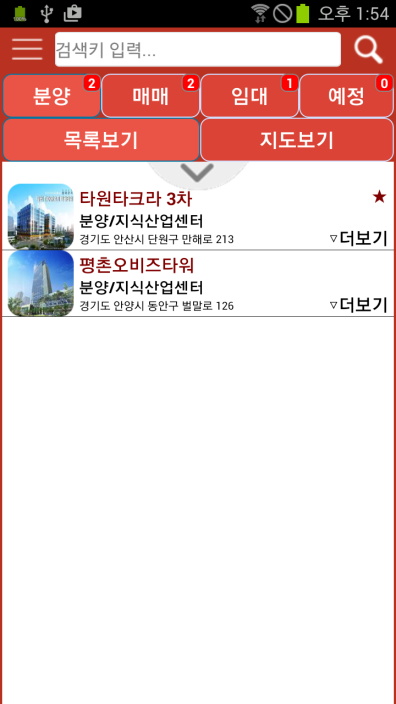 오후 1:54
검색키 입력...
분양 2 매매 2 임대 1 예정 0
목록보기 지도보기
타원타크라 3차 ★
분양/지식산업센터
경기도 안산시 단원구 만해로 213 ▽더보기
평촌오비즈타워
분양/지식산업센터
경기도 안양시 동안구 벌말로 126 ▽더보기